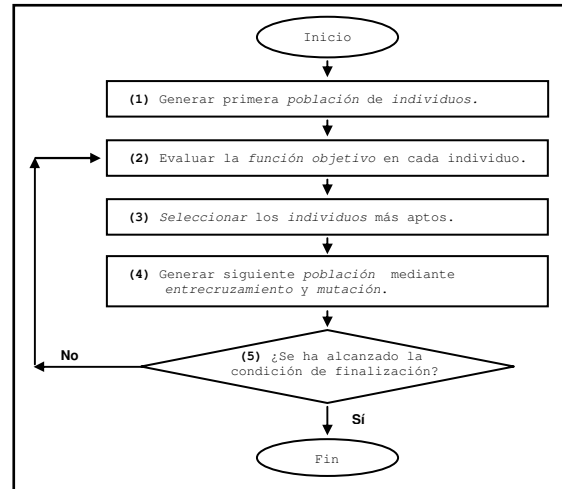 Inicio
(1) Generar primera población de individuos.
(2) Evaluar la función objetivo en cada individuo.
(3) Seleccionar los individuos más aptos.
(4) Generar siguiente población mediante
entrecruzamiento y mutación.
(5) ¿Se ha alcanzado la
condición de finalización?
No
Sí
Fin